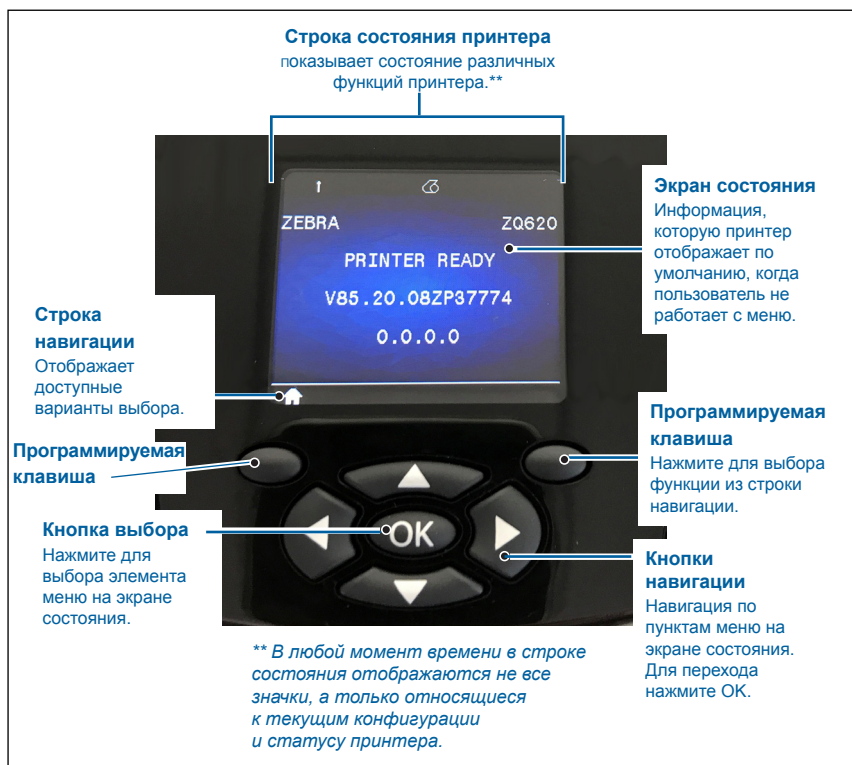 Строка состояния принтера
показывает состояние различных
функций принтера.**
ZEBRA ZQ620
PRINTER READY
V85.20.08ZP37774
0.0.0.0
Экран состояния
Информация,
которую принтер
отображает по
умолчанию, когда
пользователь не
работает с меню.
Строка
навигации
Отображает
доступные
варианты выбора.
Программируемая
клавиша
Программируемая
клавиша
Нажмите для выбора
функции из строки
навигации.
Кнопка выбора
Нажмите для
выбора элемента
меню на экране
состояния.
OK
Кнопки
навигации
Навигация по
пунктам меню на
экране состояния.
Для перехода
нажмите OK.
** В любой момент времени в строке
состояния отображаются не все
значки, а только относящиеся
к текущим конфигурации
и статусу принтера.